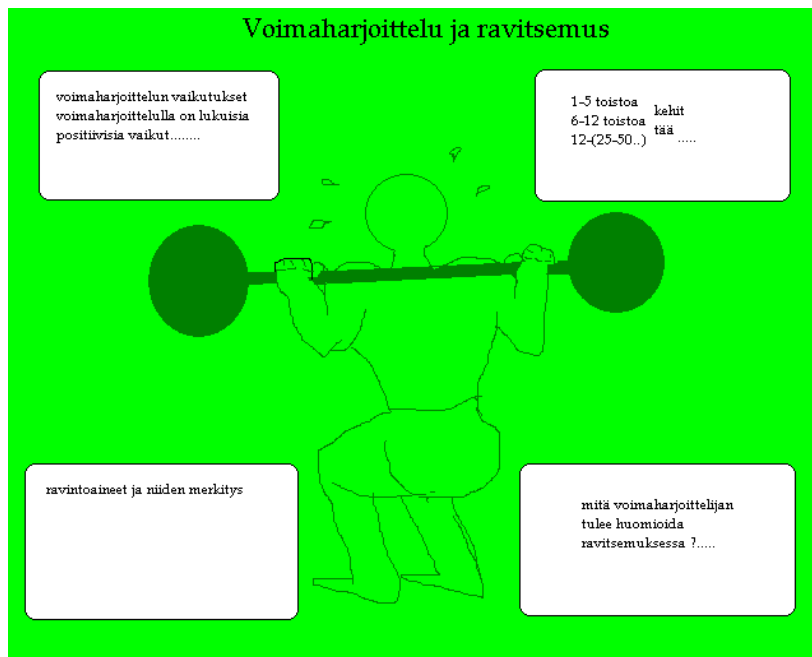 Voimaharjoittelu ja ravitsemus
voimaharjoittelun vaikutukset
voimaharjoittelulla on lukuisia
positiivisia vaikut........
1-5 toistoa
6-12 toistoa
12-(25-50..)
kehit
tää .....
ravintoaineet ja niiden merkitys
mitä voimaharjoittelijan
tulee huomioida
ravitsemuksessa ?.....